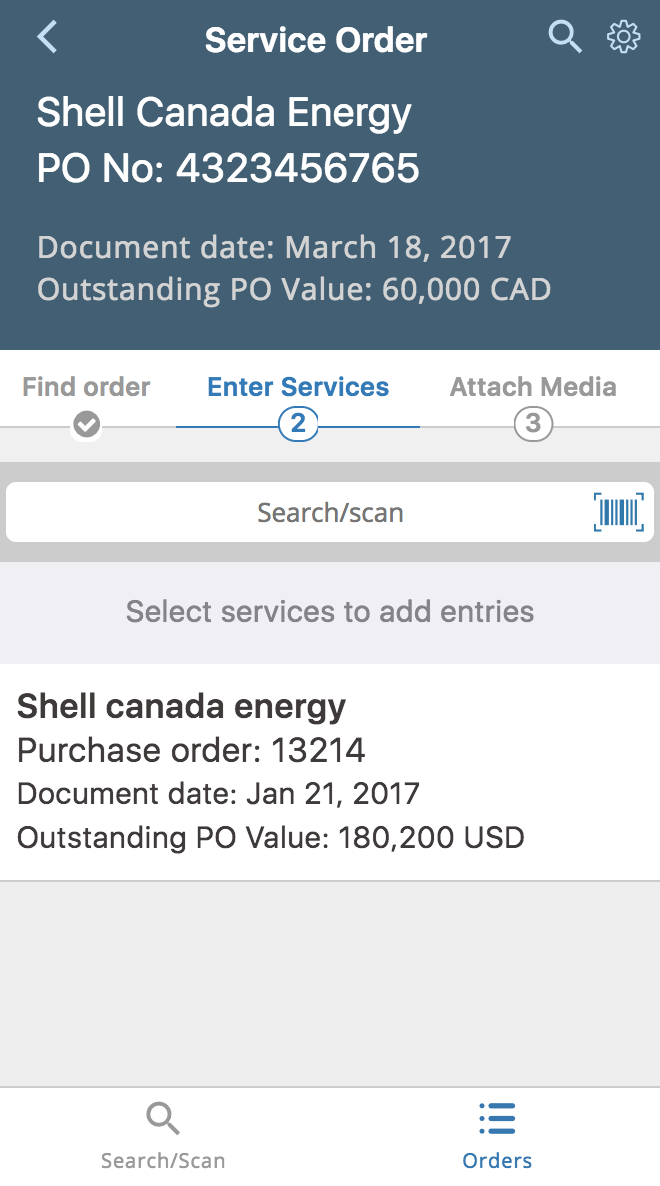 Service Order
Shell Canada Energy
PO No: 4323456765
Document date: March 18, 2017
Outstanding PO Value: 60,000 CAD
Find order
Enter Services
Attach Media
2
3
Search/scan
Select services to add entries
Shell canada energy
Purchase order: 13214
Document date: Jan 21, 2017
Outstanding PO Value: 180,200 USD
Search/Scan
Orders